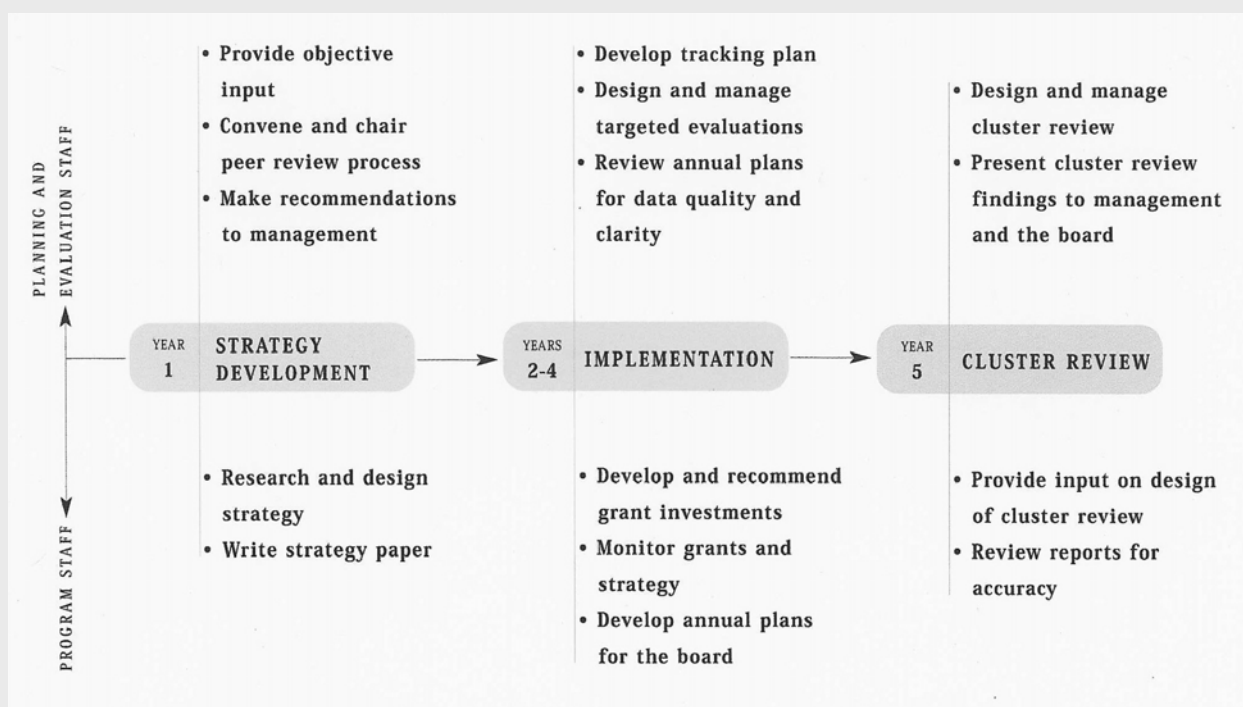 PLANNING AND
EVALUATION STAFF
• Provide objective
input
• Convene and chair
peer review process
• Make recommendations
to management
• Develop tracking plan
• Design and manage
targeted evaluations
• Review annual plans
for data quality and
clarity
• Design and manage
cluster review
• Present cluster review
findings to management
and the board
YEAR
1
STRATEGY
DEVELOPMENT
YEARS
2-4
IMPLEMENTATION
YEAR
5
CLUSTER REVIEW
PROGRAM STAFF
• Research and design
strategy
• Write strategy paper
• Develop and recommend
grant investments
• Monitor grants and
strategy
• Develop annual plans
for the board
• Provide input on design
of cluster review
• Review reports for
accuracy